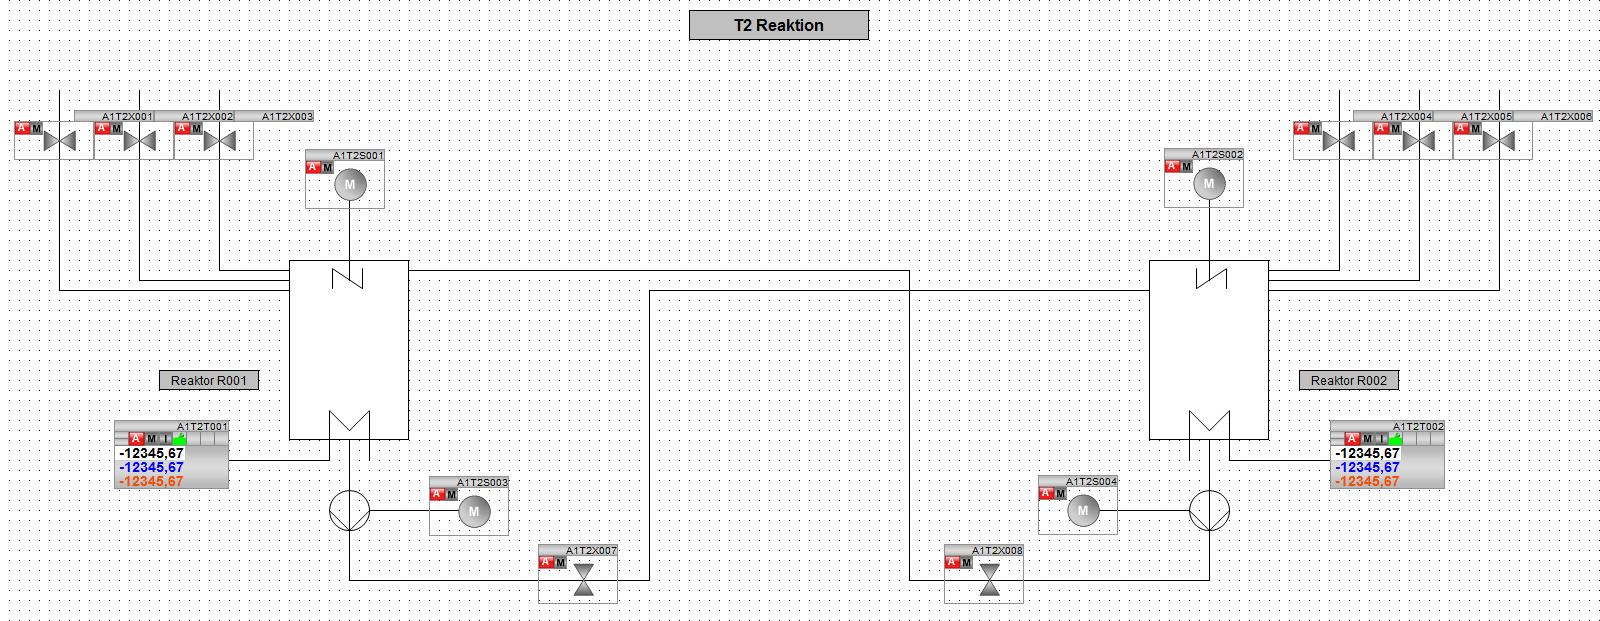 T2 Reaktion
A1T2X001 A1T2X002 A1T2X003
A M A M A M
A1T2X004 A1T2X005 A1T2X006
A M A M A M
A1T2S001
A M
M
A1T2S002
A M
M
Reaktor R001
Reaktor R002
A1T2T001
A M I
-12345,67
-12345,67
-12345,67
A1T2T002
A M I
-12345,67
-12345,67
-12345,67
A1T2S003
A M
M
A1T2S004
A M
M
A1T2X007
A M
A1T2X008
A M